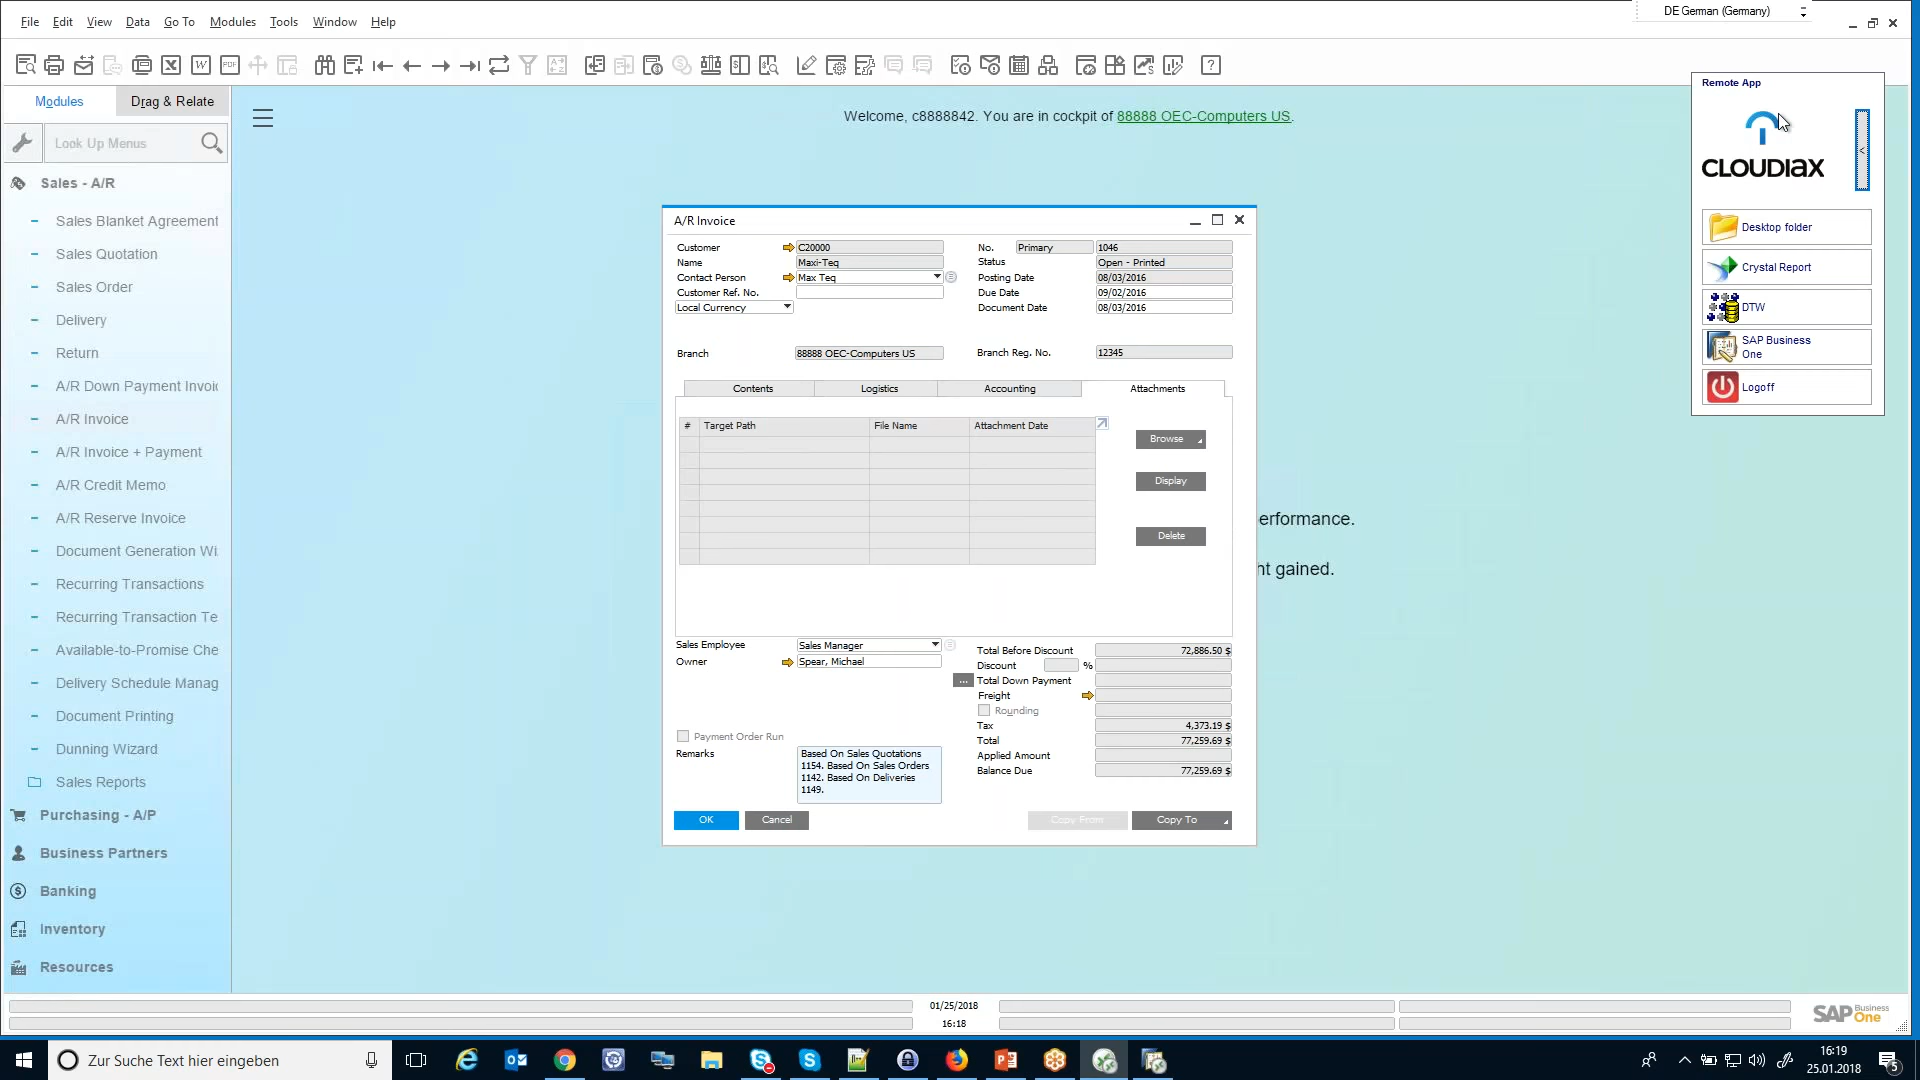 File Edit View Data Go To Modules Tools Window Help
DE German (Germany)
Modules Drag & Relate
Look Up Menus
Welcome, c8888842. You are in cockpit of 88888 OEC-Computers US.
Remote App
CLOUDIAX
<
Desktop folder
Crystal Report
DTW
SAP Business
One
Logoff
Sales - A/R
Sales Blanket Agreement
Sales Quotation
Sales Order
Delivery
Return
A/R Down Payment Invoi
A/R Invoice
A/R Invoice + Payment
A/R Credit Memo
A/R Reserve Invoice
Document Generation Wi
Recurring Transactions
Recurring Transaction Te
Available-to-Promise Che
Delivery Schedule Manag
Document Printing
Dunning Wizard
Sales Reports
Purchasing - A/P
Business Partners
Banking
Inventory
Resources
A/R Invoice
Customer C20000
Name Maxi-Teq
Contact Person Max Teq
Customer Ref. No.
Local Currency
No. Primary 1046
Status Open - Printed
Posting Date 08/03/2016
Due Date 09/02/2016
Document Date 08/03/2016
Branch 88888 OEC-Computers US
Branch Reg. No. 12345
Contents Logistics Accounting Attachments
# Target Path File Name Attachment Date
Browse
Display
Delete
erformance.
ht gained.
Sales Employee Sales Manager
Owner Spear, Michael
Payment Order Run
Remarks
Based On Sales Quotations
1154. Based On Sales Orders
1142. Based On Deliveries
1149.
Total Before Discount 72,886.50 $
Discount %
... Total Down Payment
Freight
Rounding
Tax 4,373.19 $
Total 77,259.69 $
Applied Amount
Balance Due 77,259.69 $
OK Cancel Copy From Copy To
01/25/2018
16:18
SAP Business
One
Zur Suche Text hier eingeben
16:19
25.01.2018
5